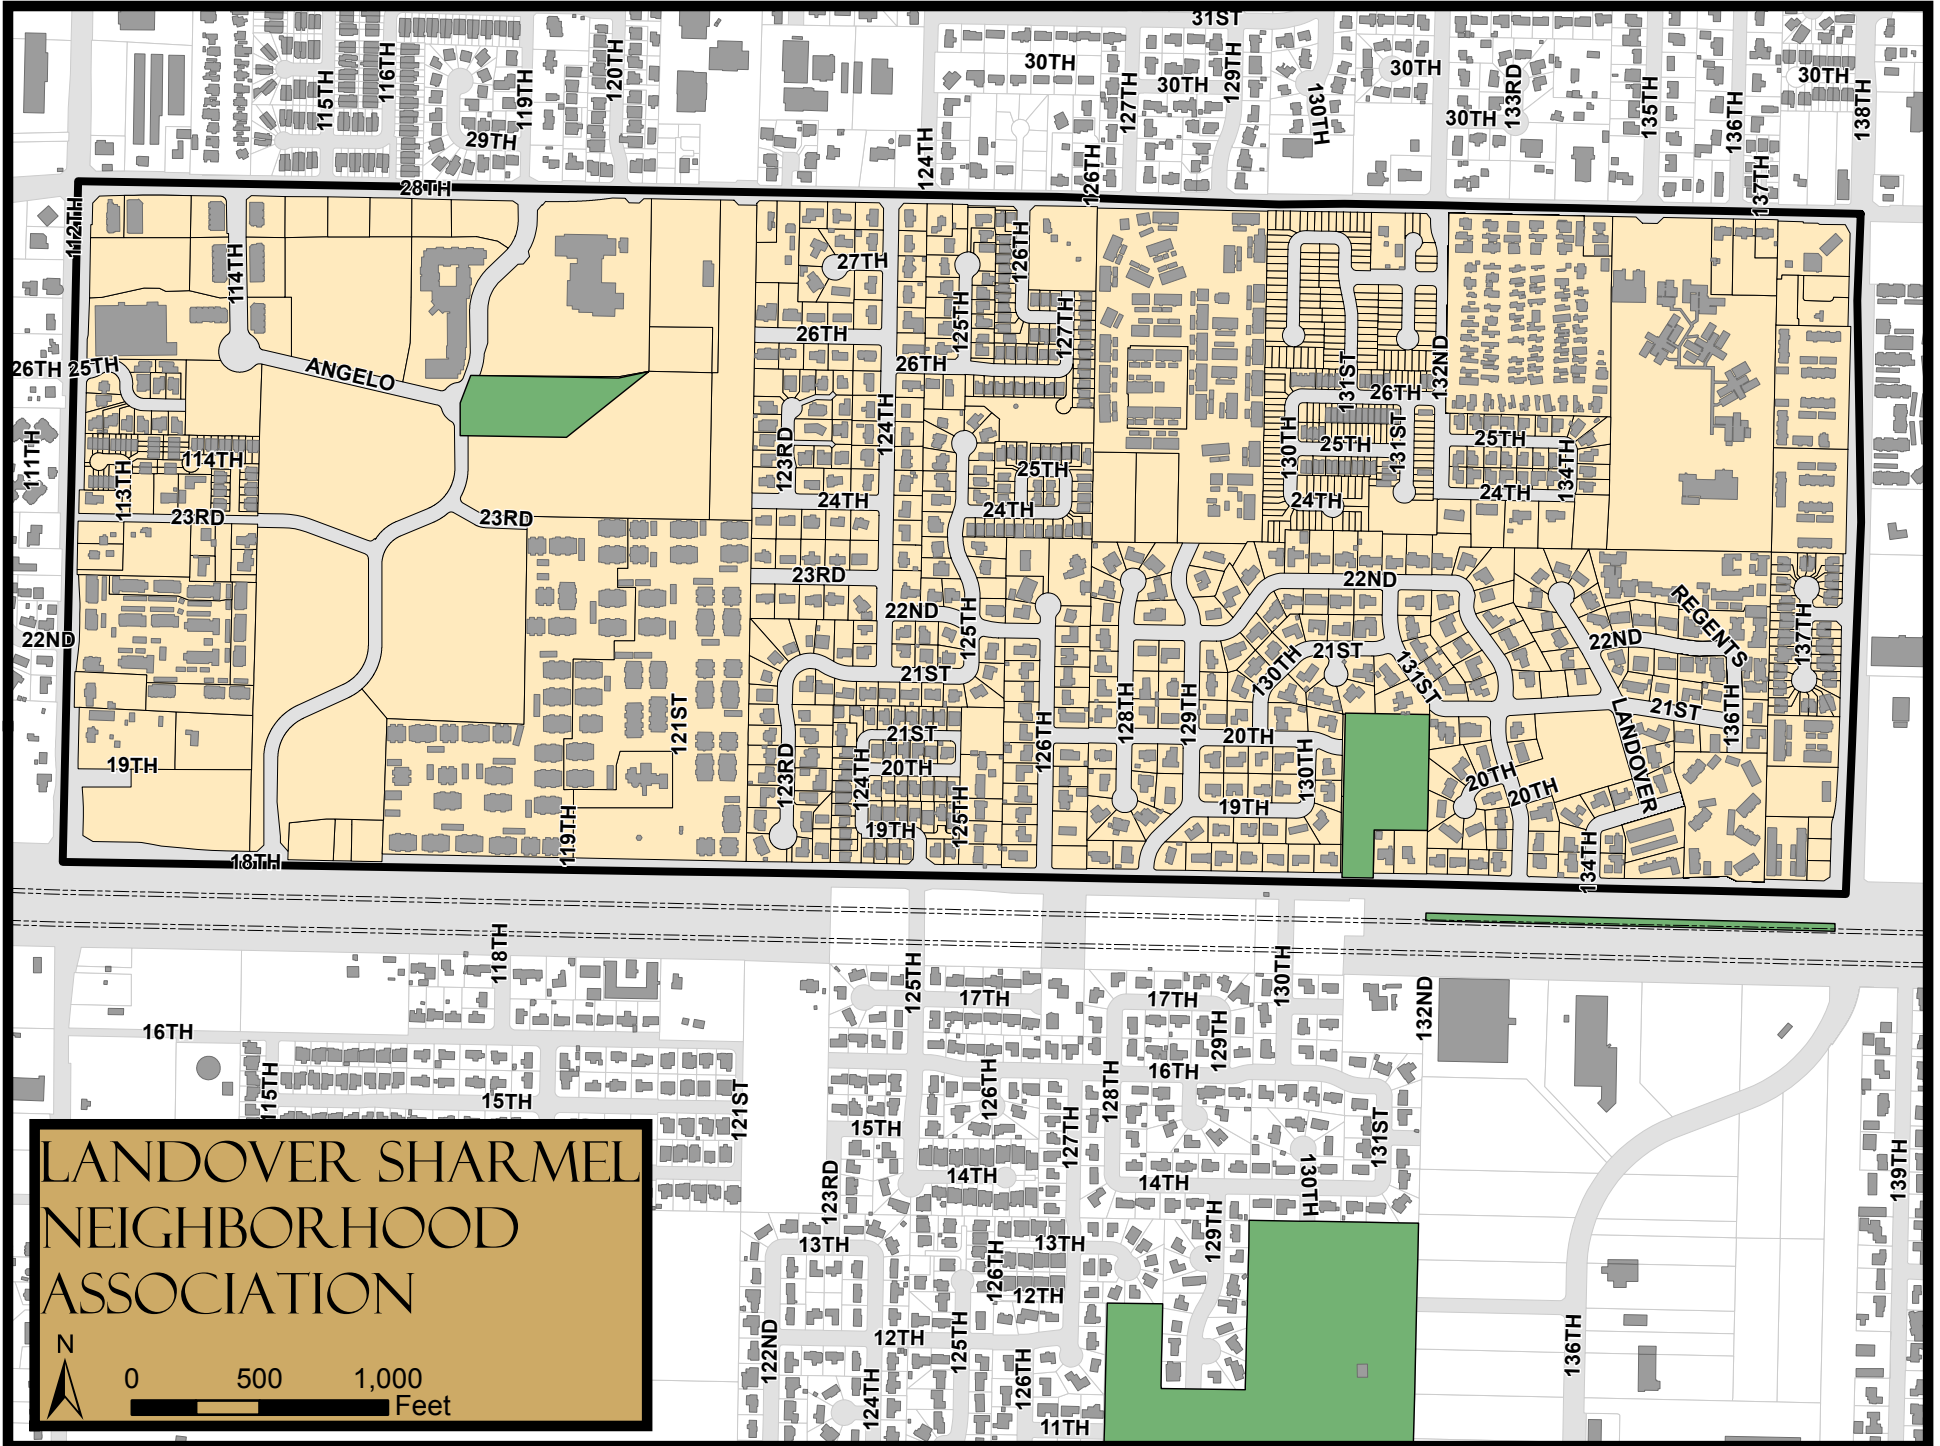 31ST
30TH
30TH
30TH
30TH
30TH
115TH
116TH
119TH
120TH
127TH
129TH
130TH
133RD
135TH
136TH
138TH
29TH
124TH
126TH
137TH
28TH
112TH
114TH
27TH
126TH
125TH
127TH
26TH
26TH
132ND
131ST
26TH
25TH
ANGELO
26TH
111TH
113TH
114TH
123RD
124TH
25TH
130TH
25TH
131ST
25TH
134TH
24TH
24TH
24TH
24TH
23RD
23RD
23RD
22ND
22ND
22ND
125TH
REGENTS
22ND
137TH
21ST
130TH
21ST
131ST
21ST
136TH
LANDOVER
121ST
128TH
129TH
126TH
21ST
20TH
19TH
123RD
124TH
20TH
125TH
130TH
20TH
20TH
19TH
119TH
19TH
134TH
18TH
118TH
125TH
17TH
17TH
130TH
132ND
129TH
16TH
16TH
115TH
15TH
121ST
126TH
128TH
127TH
131ST
15TH
14TH
14TH
130TH
139TH
123RD
129TH
13TH
13TH
126TH
12TH
12TH
122ND
125TH
126TH
124TH
136TH
11TH
LANDOVER SHARMEL
NEIGHBORHOOD
ASSOCIATION
N
0 500 1,000
Feet